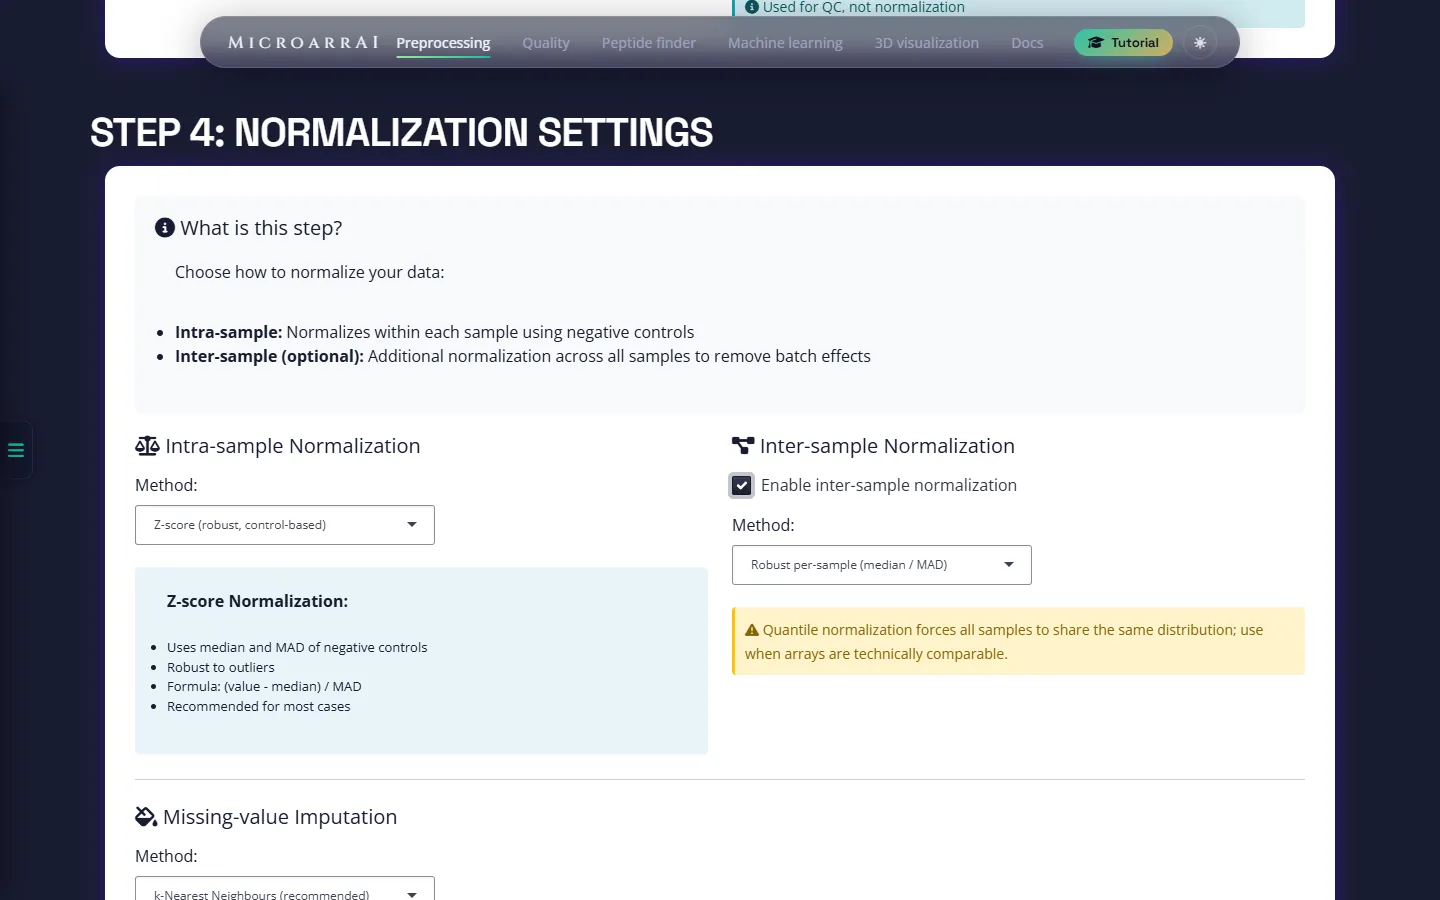 Used for QC, not normalization
MICROARRAI Preprocessing Quality Peptide finder Machine learning 3D visualization Docs Tutorial
STEP 4: NORMALIZATION SETTINGS
What is this step?
Choose how to normalize your data:
Intra-sample: Normalizes within each sample using negative controls
Inter-sample (optional): Additional normalization across all samples to remove batch effects
Intra-sample Normalization
Method:
Z-score (robust, control-based)
Z-score Normalization:
Uses median and MAD of negative controls
Robust to outliers
Formula: (value - median) / MAD
Recommended for most cases
Inter-sample Normalization
Enable inter-sample normalization
Method:
Robust per-sample (median / MAD)
Quantile normalization forces all samples to share the same distribution; use
when arrays are technically comparable.
Missing-value Imputation
Method:
k-Nearest Neighbours (recommended)